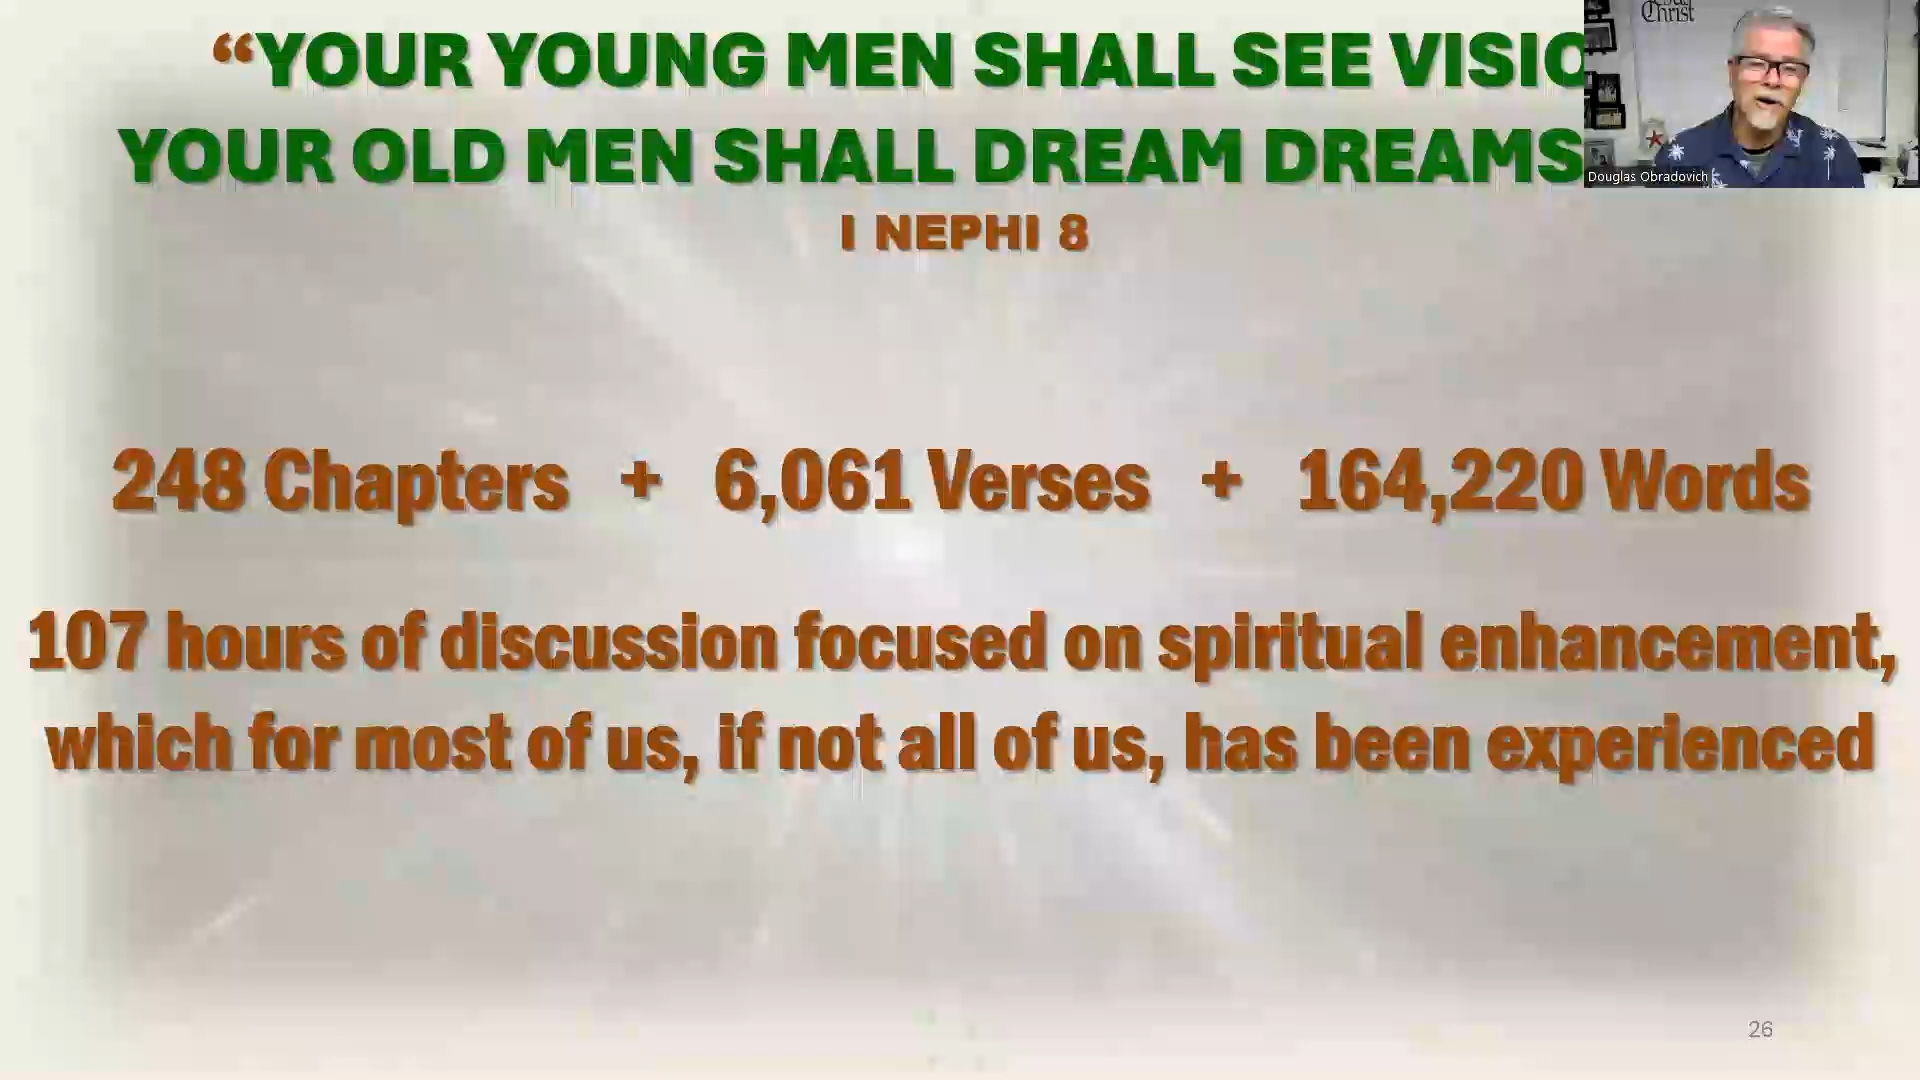 “YOUR YOUNG MEN SHALL SEE
YOUR OLD MEN SHALL DREAM DREAMS
I NEPHI 8
248 Chapters + 6,061 Verses + 164,220 Words
107 hours of discussion focused on spiritual enhancement,
which for most of us, if not all of us, has been experienced
Christ
Douglas Obradovich
26